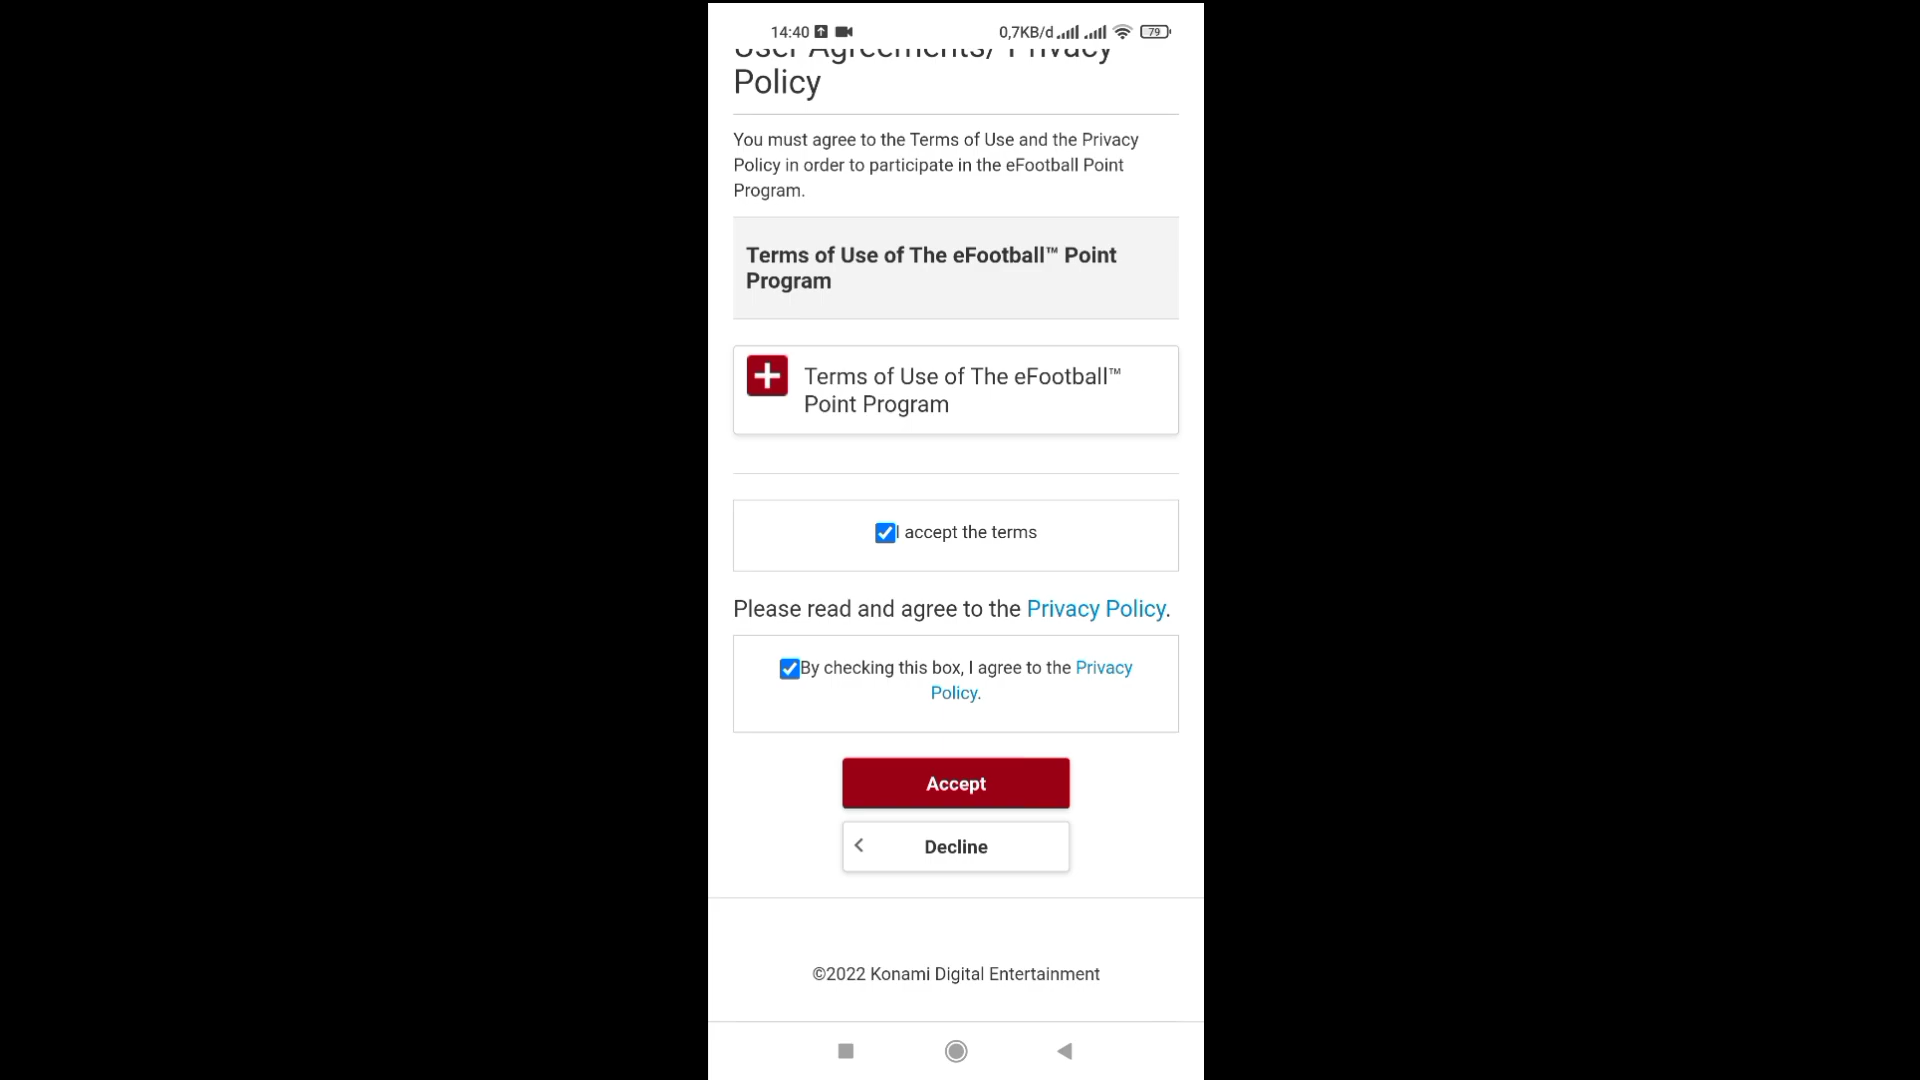 14:40 0,7KB/d 79
User Agreements/ Privacy
Policy
You must agree to the Terms of Use and the Privacy
Policy in order to participate in the eFootball Point
Program.
Terms of Use of The eFootball™ Point
Program
Terms of Use of The eFootball™
Point Program
I accept the terms
Please read and agree to the Privacy Policy.
By checking this box, I agree to the Privacy
Policy.
Accept
Decline
©2022 Konami Digital Entertainment